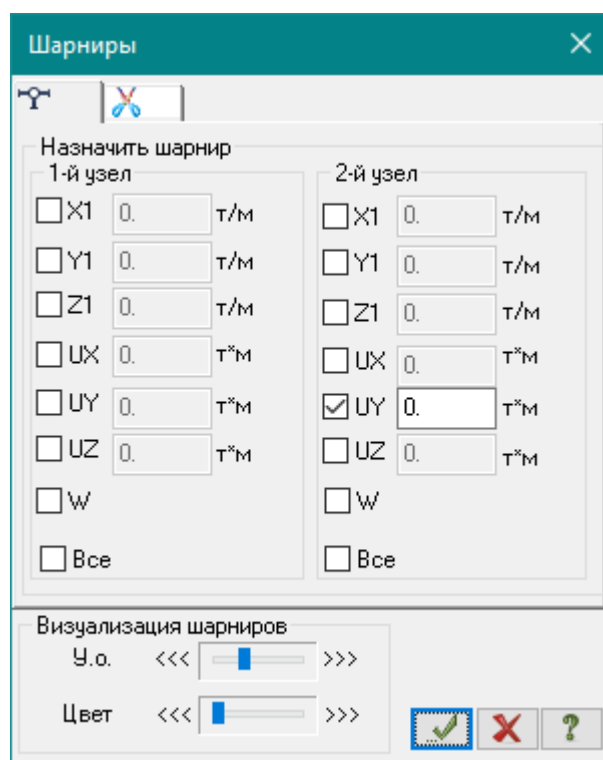 Шарниры
Назначить шарнир
1-й узел
X1 0. т/м
Y1 0. т/м
Z1 0. т/м
UX 0. т*м
UY 0. т*м
UZ 0. т*м
W
Все
2-й узел
X1 0. т/м
Y1 0. т/м
Z1 0. т/м
UX 0. т*м
UY 0. т*м
UZ 0. т*м
W
Все
Визуализация шарниров
У.о. <<< >>>
Цвет <<< >>>
?